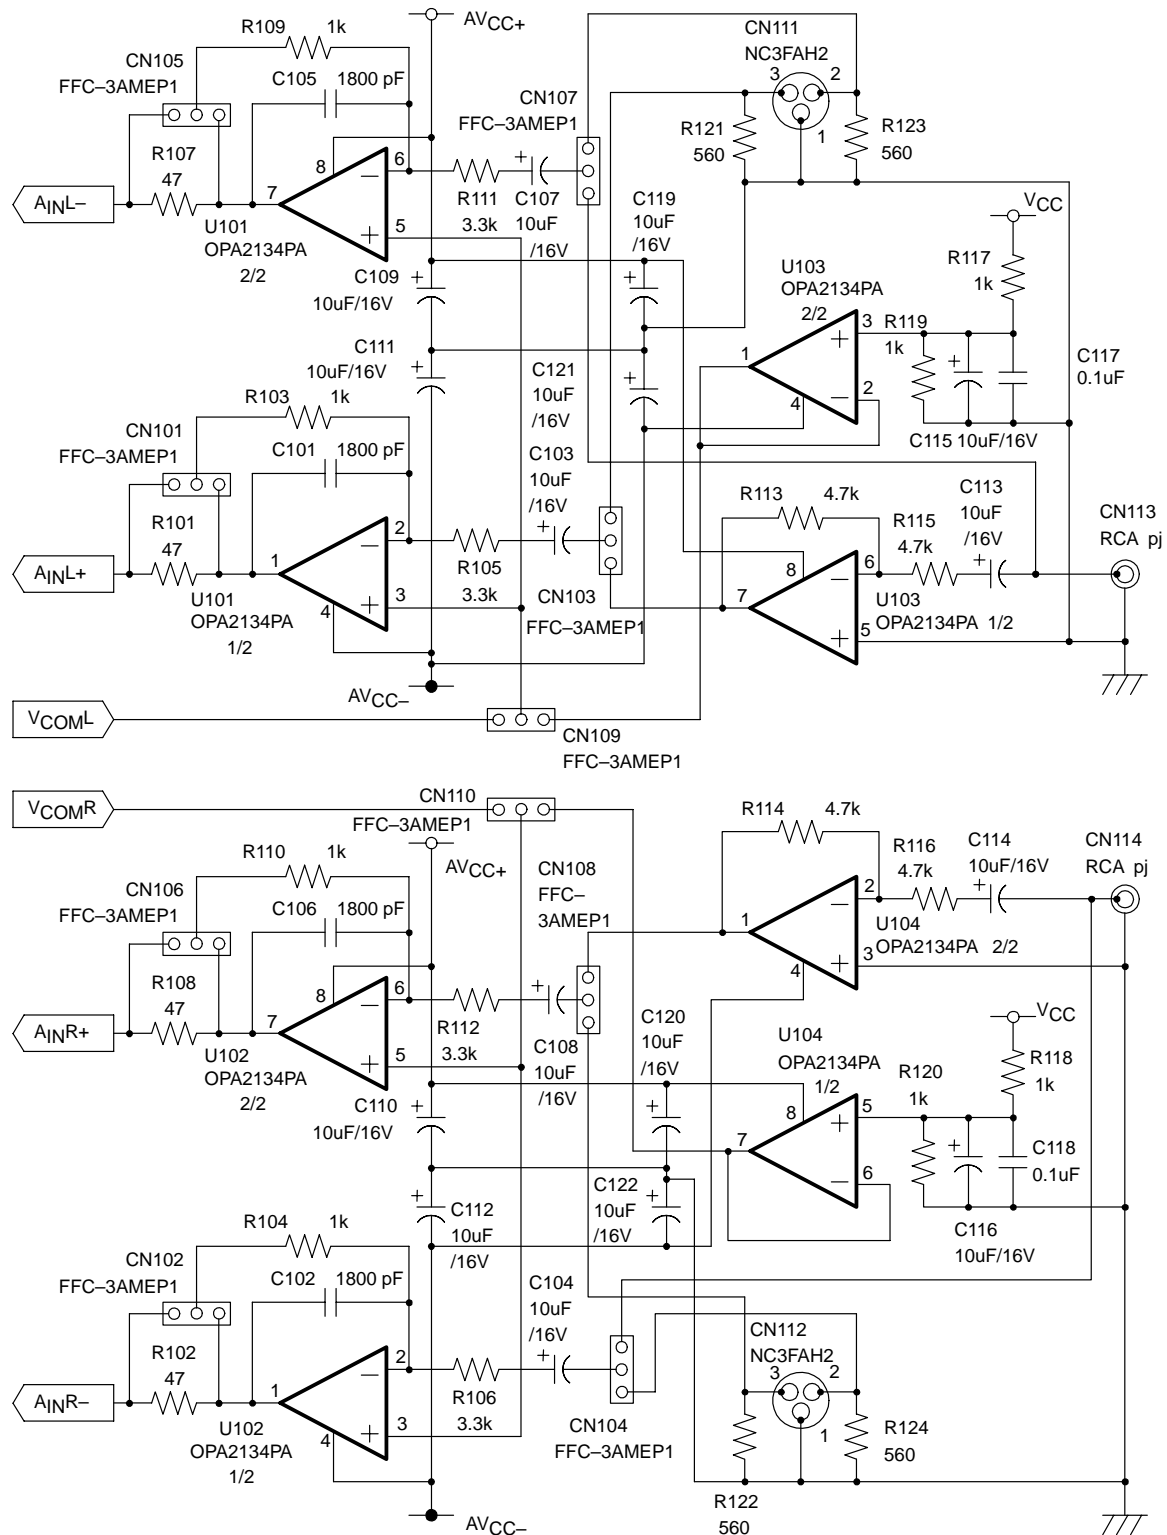 AVCC+
R109 1k
CN105
FFC–3AMEP1
C105 1800 pF
CN107
FFC–3AMEP1
CN111
NC3FAH2
3 2
1
R121
560
R123
560
R107
47
8
6
R111
3.3k
C107
10uF
/16V
C119
10uF
/16V
AINL–
7
5
U101
OPA2134PA
2/2
C109
10uF/16V
VCC
R117
1k
U103
OPA2134PA
2/2
3
R119
1k
1
4
2
C117
0.1uF
C115 10uF/16V
C111
10uF/16V
C121
10uF
/16V
R103 1k
CN101
FFC–3AMEP1
C101 1800 pF
C103
10uF
/16V
R113 4.7k
R115
4.7k
C113
10uF
/16V
CN113
RCA pj
R101
47
2
R105
3.3k
8
6
AINL+
1
4
3
U101
OPA2134PA
1/2
CN103
FFC–3AMEP1
7
5
U103
OPA2134PA 1/2
AVCC–
VCOML
CN109
FFC–3AMEP1
VCOMR
CN110
FFC–3AMEP1
AVCC+
R114 4.7k
R116
4.7k
C114
10uF/16V
CN114
RCA pj
R110 1k
CN106
FFC–3AMEP1
C106 1800 pF
CN108
FFC–
3AMEP1
1
2
4
3
U104
OPA2134PA 2/2
R108
47
8
6
R112
3.3k
C108
10uF
/16V
C120
10uF
/16V
AINR+
7
5
U102
OPA2134PA
2/2
C110
10uF/16V
VCC
R118
1k
U104
OPA2134PA
1/2
R120
1k
8
5
7
6
C118
0.1uF
C116
10uF/16V
C112
10uF
/16V
C122
10uF
/16V
R104 1k
CN102
FFC–3AMEP1
C102 1800 pF
C104
10uF
/16V
CN112
NC3FAH2
3 2
1
R102
47
2
R106
3.3k
AINR–
1
4
3
U102
OPA2134PA
1/2
CN104
FFC–3AMEP1
R124
560
R122
560
AVCC–